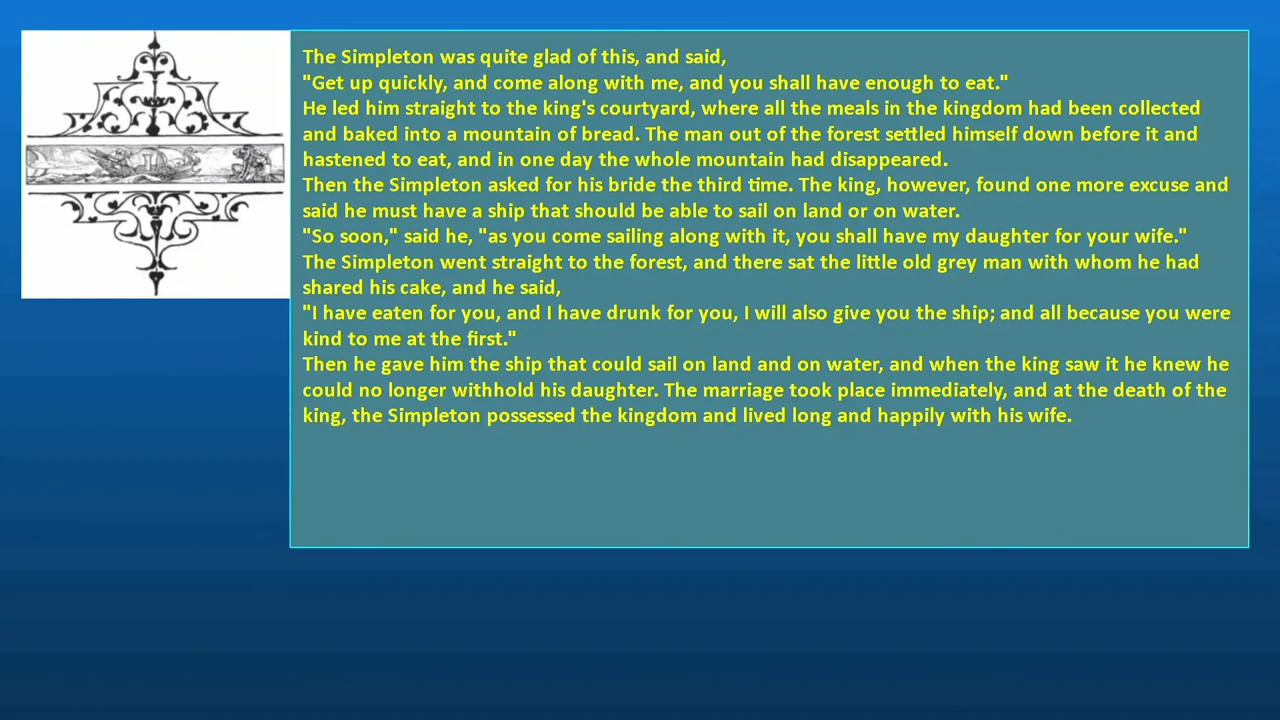 The Simpleton was quite glad of this, and said,
"Get up quickly, and come along with me, and you shall have enough to eat."
He led him straight to the king's courtyard, where all the meals in the kingdom had been collected
and baked into a mountain of bread. The man out of the forest settled himself down before it and
hastened to eat, and in one day the whole mountain had disappeared.
Then the Simpleton asked for his bride the third time. The king, however, found one more excuse and
said he must have a ship that should be able to sail on land or on water.
"So soon," said he, "as you come sailing along with it, you shall have my daughter for your wife."
The Simpleton went straight to the forest, and there sat the little old grey man with whom he had
shared his cake, and he said,
"I have eaten for you, and I have drunk for you, I will also give you the ship; and all because you were
kind to me at the first."
Then he gave him the ship that could sail on land and on water, and when the king saw it he knew he
could no longer withhold his daughter. The marriage took place immediately, and at the death of the
king, the Simpleton possessed the kingdom and lived long and happily with his wife.